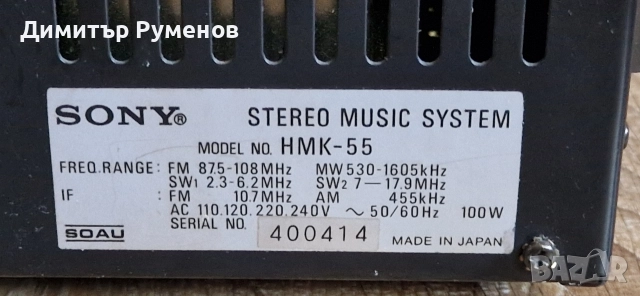 Димитър Руменов
SONY® STEREO MUSIC SYSTEM
MODEL NO. HMK-55
FREQ.RANGE: FM 87.5-108MHz MW 530-1605kHz
SW1 2.3-6.2MHz SW2 7-17.9MHz
IF : FM 10.7MHz AM 455kHz
AC 110.120.220.240V ~ 50/60Hz 100W
SERIAL NO. 400414
SOAU MADE IN JAPAN
BAZAR